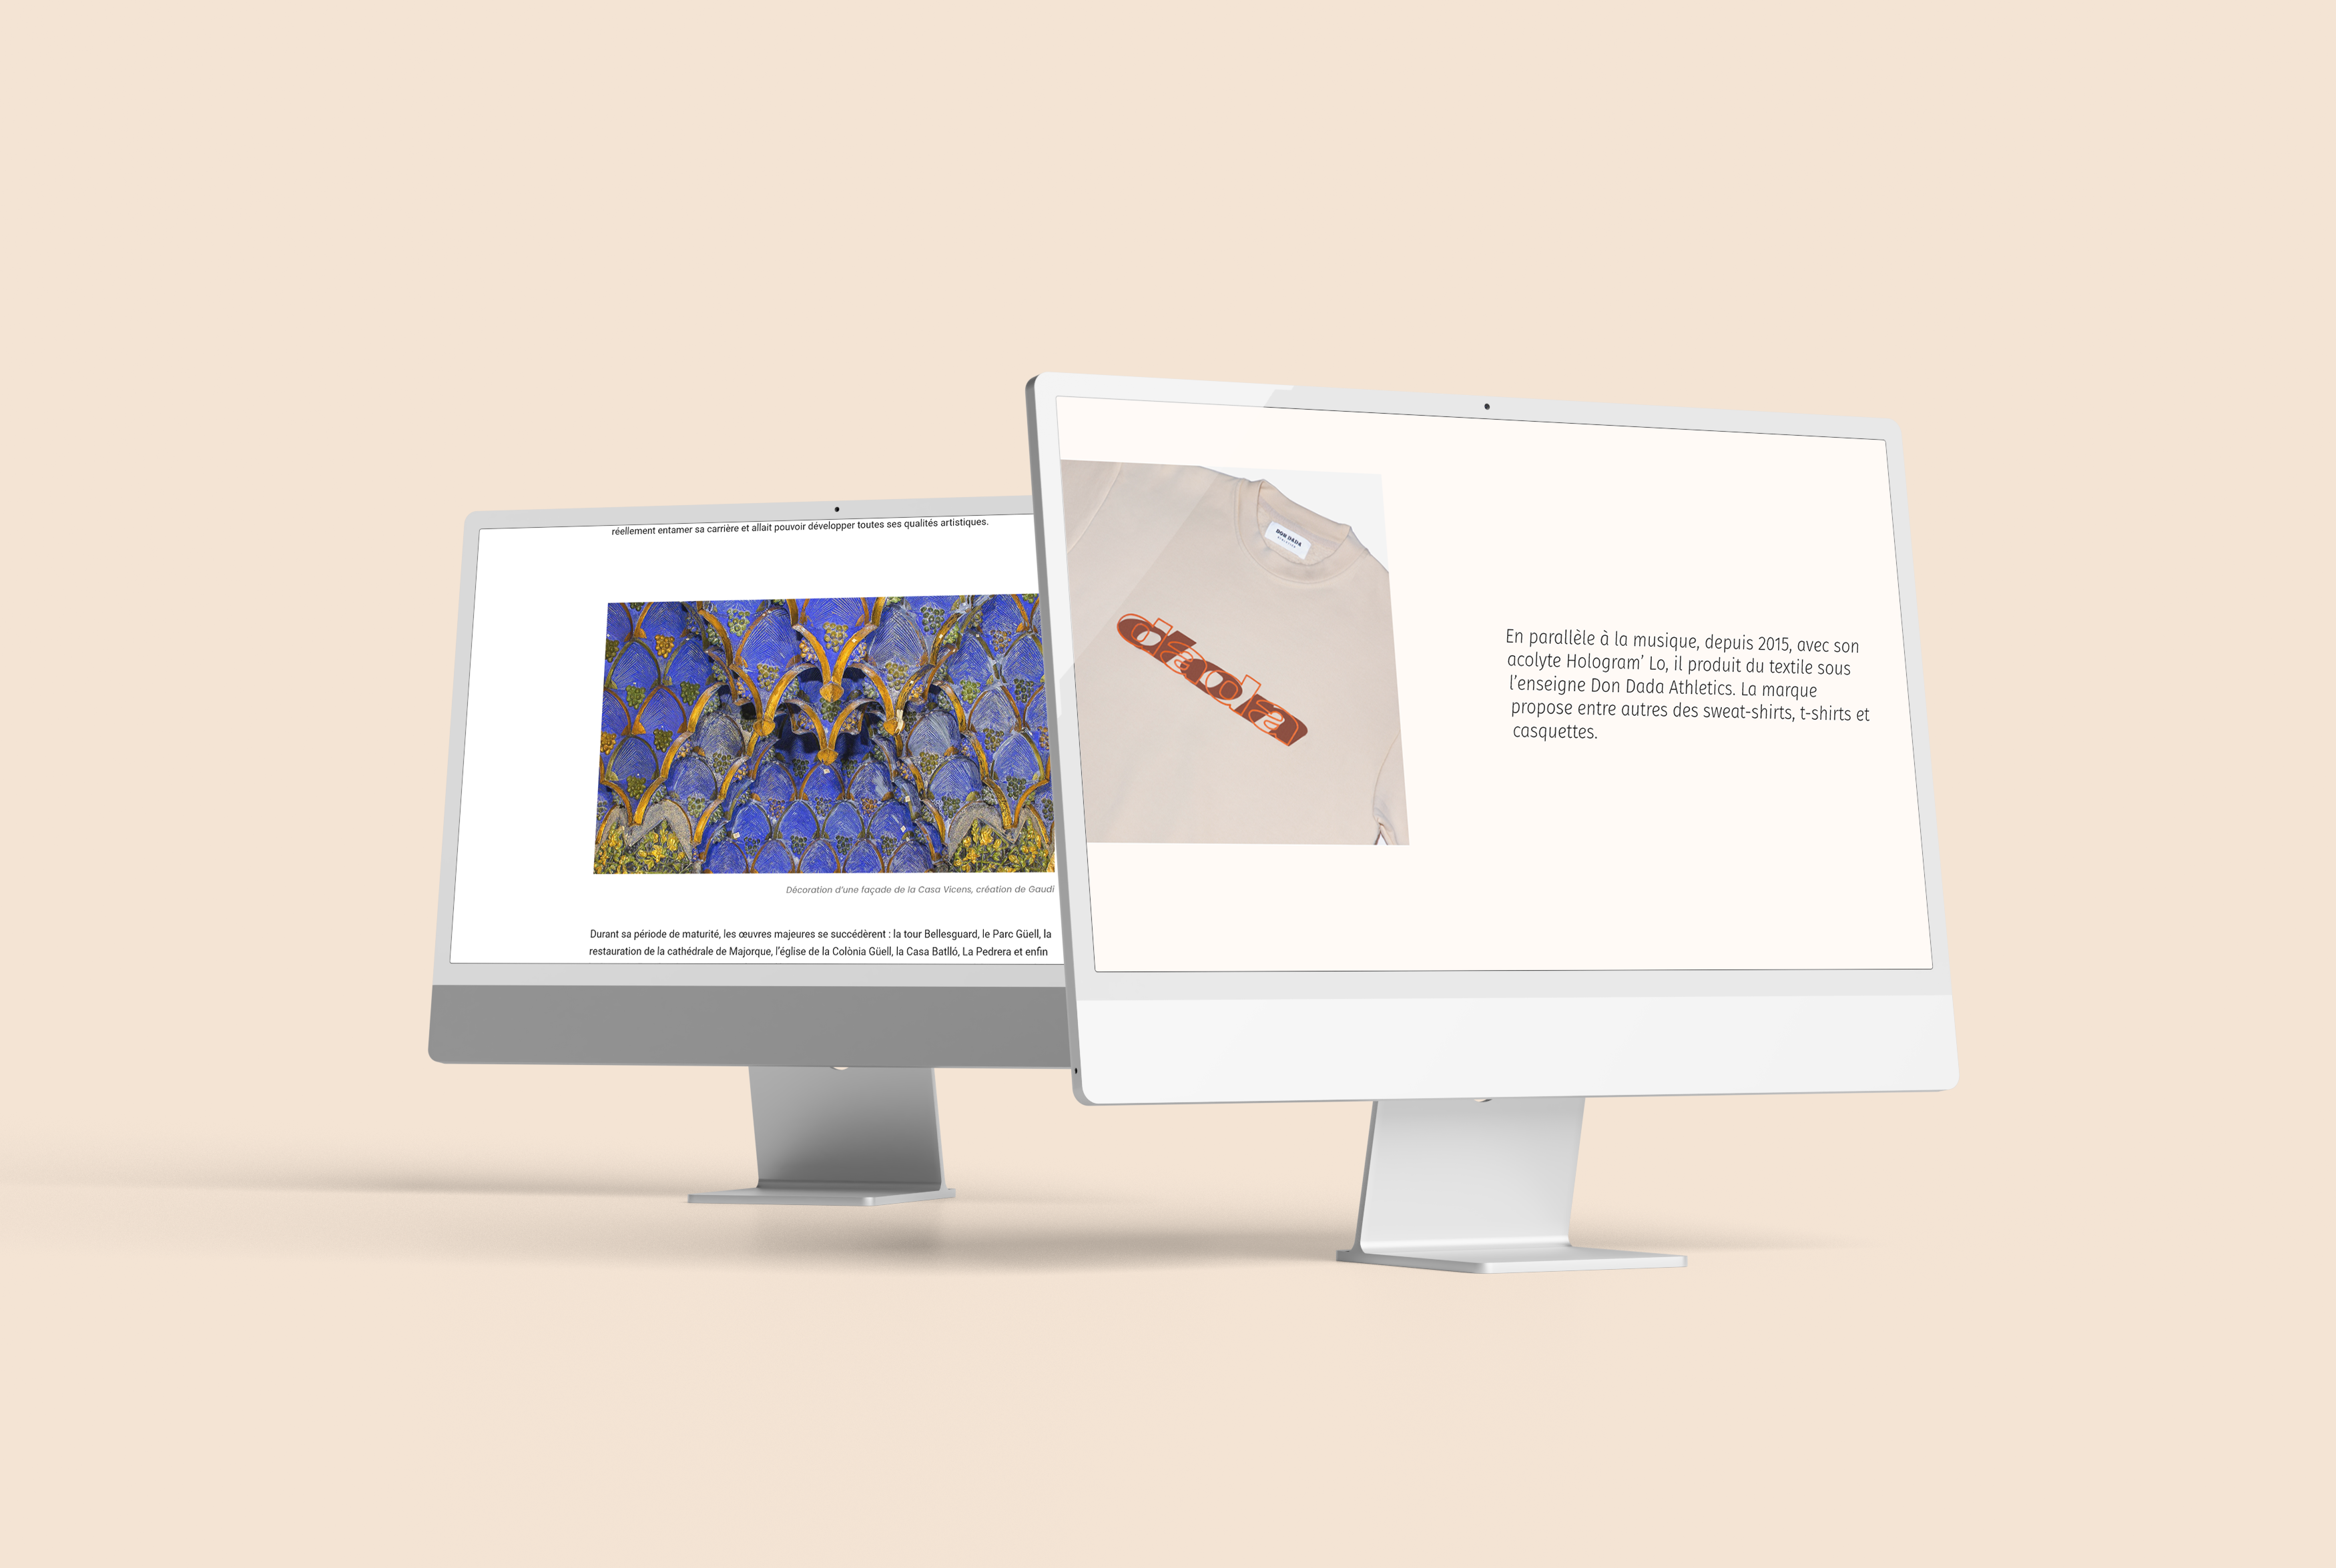 réellement entamer sa carrière et allait pouvoir développer toutes ses qualités artistiques.
Décoration d'une façade de la Casa Vicens, création de Gaudí
Durant sa période de maturité, les œuvres majeures se succédèrent : la tour Bellesguard, le Parc Güell, la
restauration de la cathédrale de Majorque, l'église de la Colònia Güell, la Casa Batlló, La Pedrera et enfin
DON DADA
ATHLETICS
dada
En parallèle à la musique, depuis 2015, avec son
acolyte Hologram’ Lo, il produit du textile sous
l’enseigne Don Dada Athletics. La marque
propose entre autres des sweat-shirts, t-shirts et
casquettes.